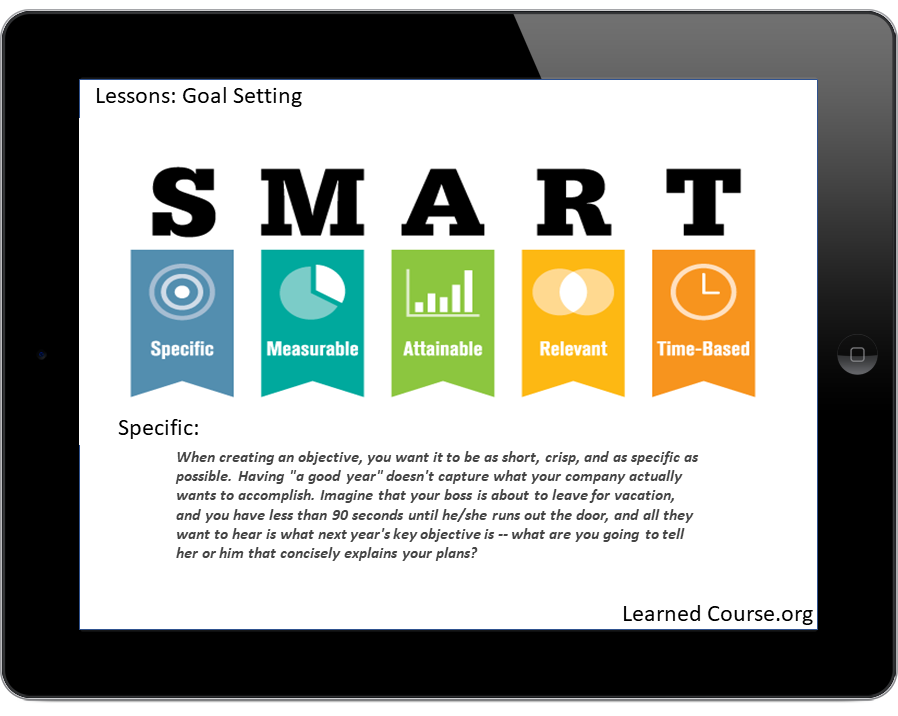 Lessons: Goal Setting
S M A R T
Specific Measurable Attainable Relevant Time-Based
Specific:
When creating an objective, you want it to be as short, crisp, and as specific as
possible. Having "a good year" doesn't capture what your company actually
wants to accomplish. Imagine that your boss is about to leave for vacation,
and you have less than 90 seconds until he/she runs out the door, and all they
want to hear is what next year's key objective is -- what are you going to tell
her or him that concisely explains your plans?
Learned Course.org